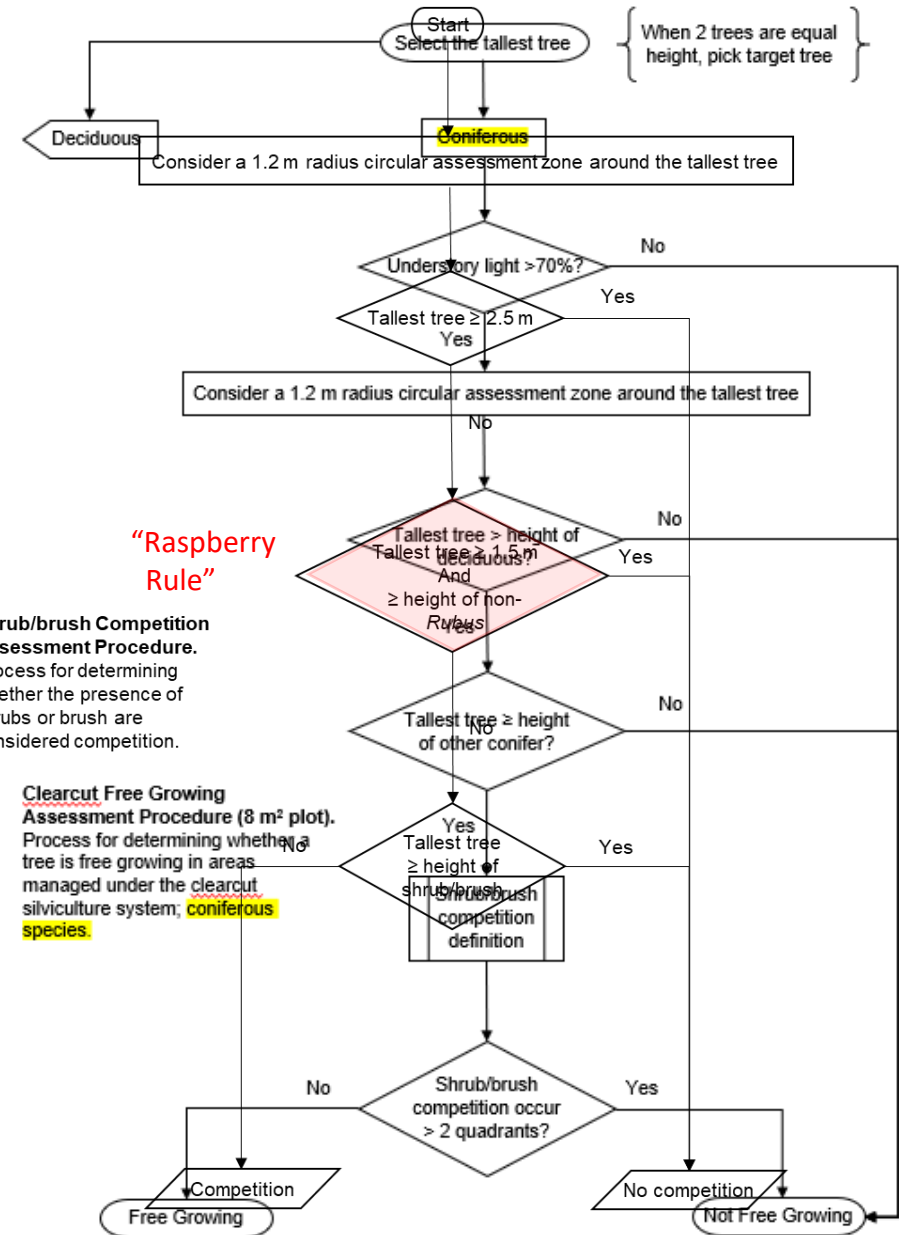 Start
Select the tallest tree
When 2 trees are equal
height, pick target tree
Deciduous
Coniferous
Consider a 1.2 m radius circular assessment zone around the tallest tree
No
Understory light >70%?
Yes
Tallest tree ≥ 2.5 m
Yes
Consider a 1.2 m radius circular assessment zone around the tallest tree
No
No
Tallest tree > height of
deciduous?
"Raspberry
Rule"
Tallest tree ≥ 1.5 m
And
≥ height of non-
Rubus
Yes
Yes
rub/brush Competition
sessment Procedure.
ocess for determining
ether the presence of
rubs or brush are
nsidered competition.
No
Tallest tree ≥ height
of other conifer?
No
Clearcut Free Growing
Assessment Procedure (8 m² plot).
Process for determining whether a
tree is free growing in areas
managed under the clearcut
silviculture system; coniferous
species.
No
Yes
Tallest tree
≥ height of
shrub/brush
Yes
Shrub/brush
competition
definition
No
Shrub/brush
competition occur
> 2 quadrants?
Yes
Competition
No competition
Free Growing
Not Free Growing